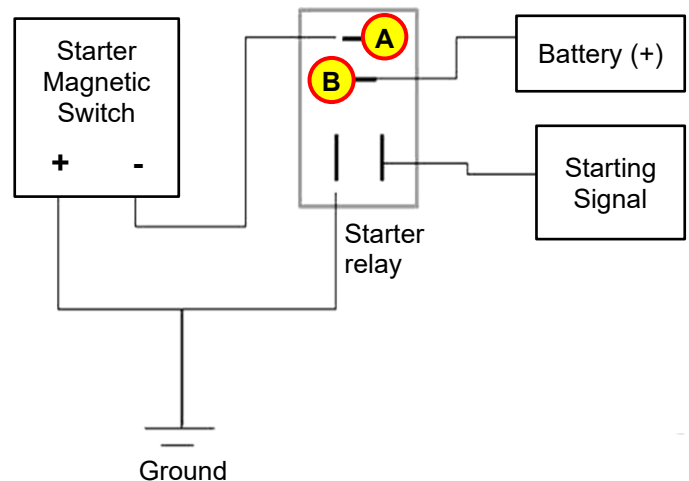 Starter
Magnetic
Switch
+ -
A
B
Battery (+)
Starting
Signal
Starter
relay
Ground